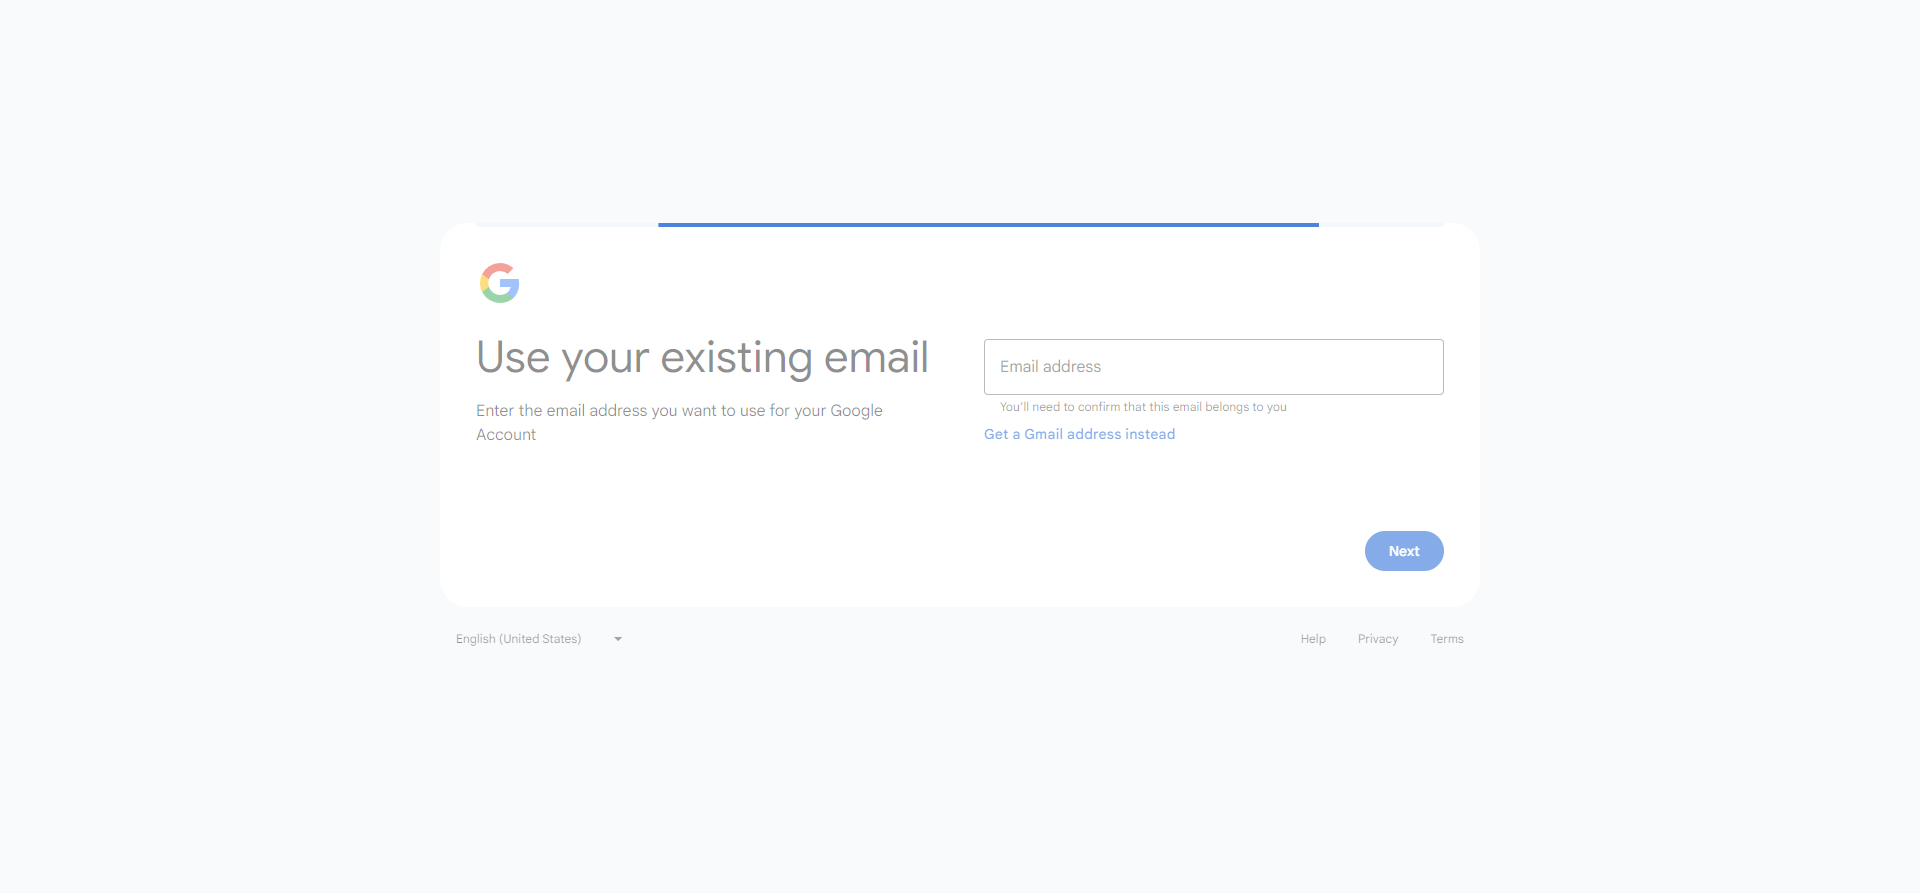 Use your existing email
Enter the email address you want to use for your Google
Account
Email address
You'll need to confirm that this email belongs to you
Get a Gmail address instead
Next
English (United States)
Help
Privacy
Terms